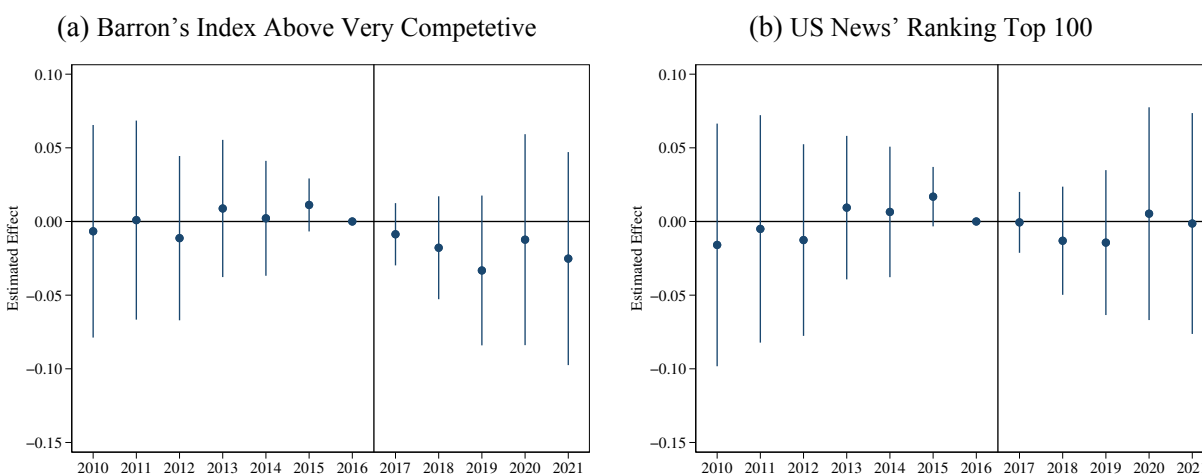 (a) Barron's Index Above Very Competetive
0.10
0.05
0.00
−0.05
−0.10
−0.15
Estimated Effect
2010 2011 2012 2013 2014 2015 2016 2017 2018 2019 2020 2021
(b) US News' Ranking Top 100
0.10
0.05
0.00
−0.05
−0.10
−0.15
Estimated Effect
2010 2011 2012 2013 2014 2015 2016 2017 2018 2019 2020 202